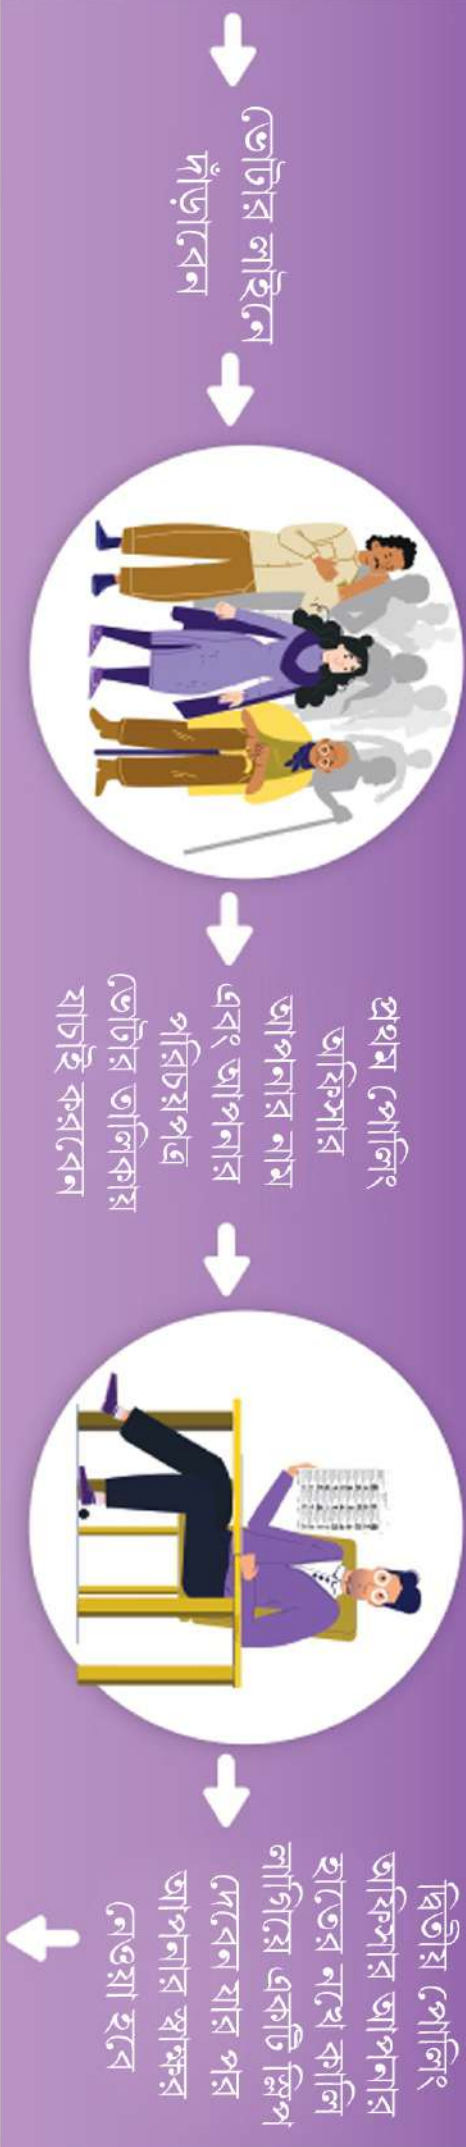 ভোটার লাইনে
দাঁড়াবেন
প্রথম পোলিং
অফিসার
আপনার নাম
এবং আপনার
পরিচয়পত্র
ভোটার তালিকায়
যাচাই করবেন
দ্বিতীয় পোলিং
অফিসার আপনার
হাতের নখে কালি
লাগিয়ে একটি স্লিপ
দেবেন যার পর
আপনার স্বাক্ষর
নেওয়া হবে